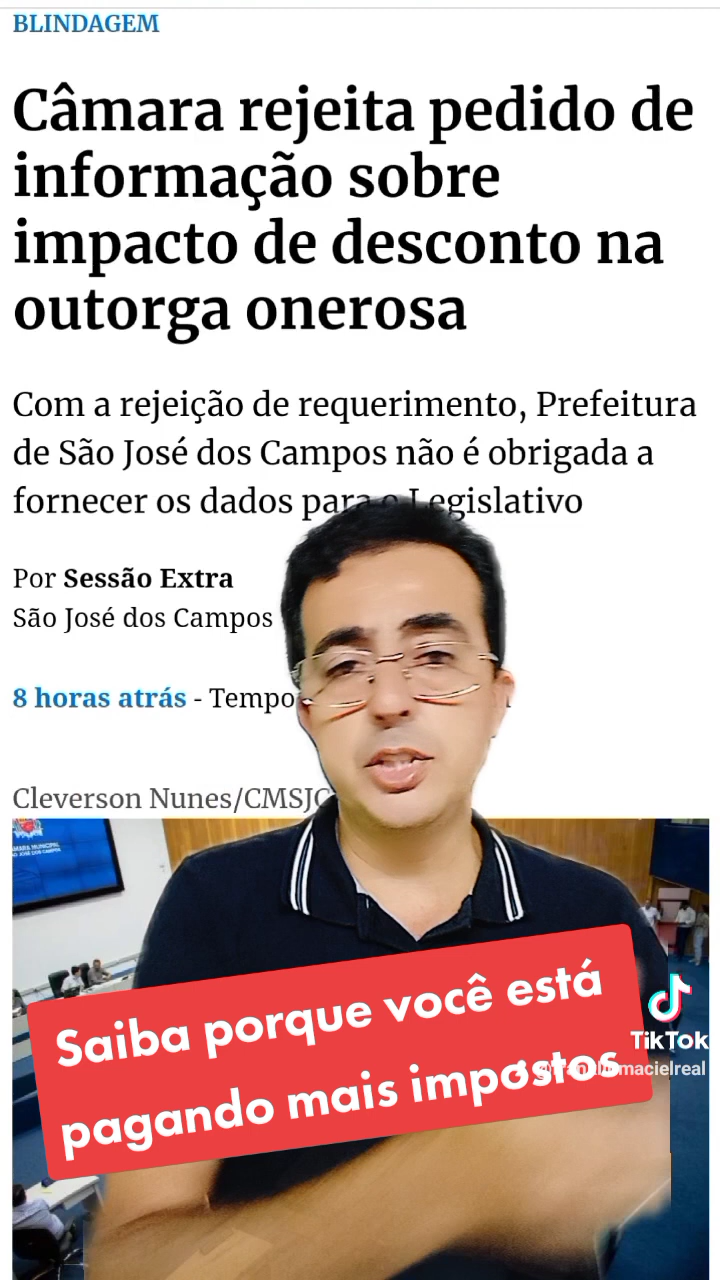 BLINDAGEM
Câmara rejeita pedido de
informação sobre
impacto de desconto na
outorga onerosa
Com a rejeição de requerimento, Prefeitura
de São José dos Campos não é obrigada a
fornecer os dados para o Legislativo
Por Sessão Extra
São José dos Campos
8 horas atrás - Tempo
Cleverson Nunes/CMSJC
CÂMARA MUNICIPAL
Saiba porque você está
pagando mais impostos
TikTok